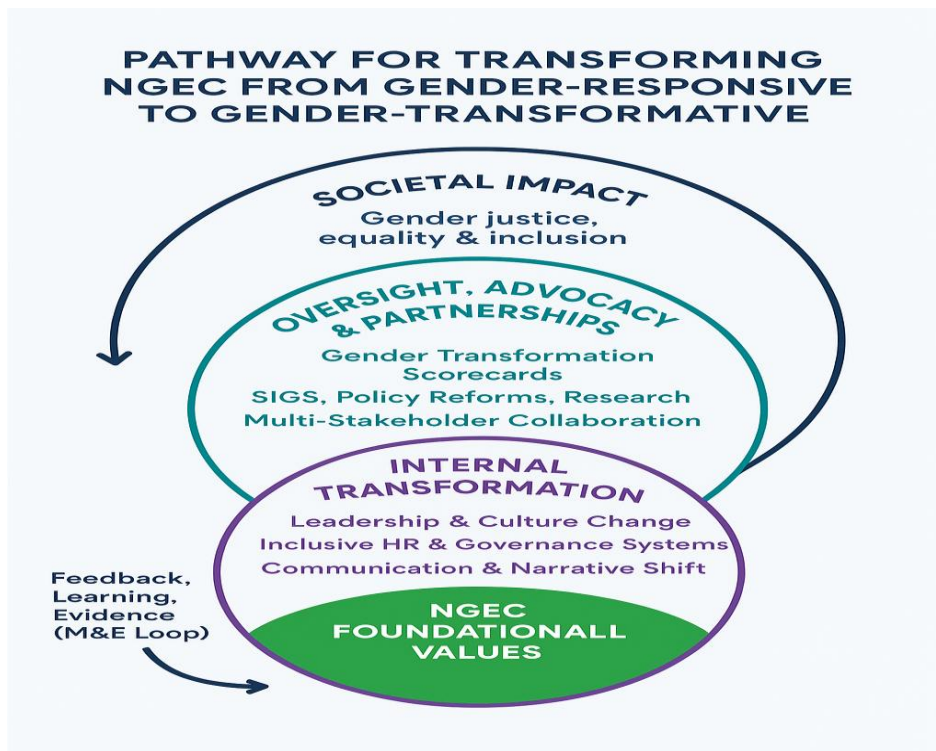 PATHWAY FOR TRANSFORMING
NGEC FROM GENDER-RESPONSIVE
TO GENDER-TRANSFORMATIVE
SOCIETAL IMPACT
Gender justice,
equality & inclusion
OVERSIGHT, ADVOCACY
& PARTNERSHIPS
Gender Transformation
Scorecards
SIGS, Policy Reforms, Research
Multi-Stakeholder Collaboration
INTERNAL
TRANSFORMATION
Leadership & Culture Change
Inclusive HR & Governance Systems
Communication & Narrative Shift
NGEC
FOUNDATIONALL
VALUES
Feedback,
Learning,
Evidence
(M&E Loop)